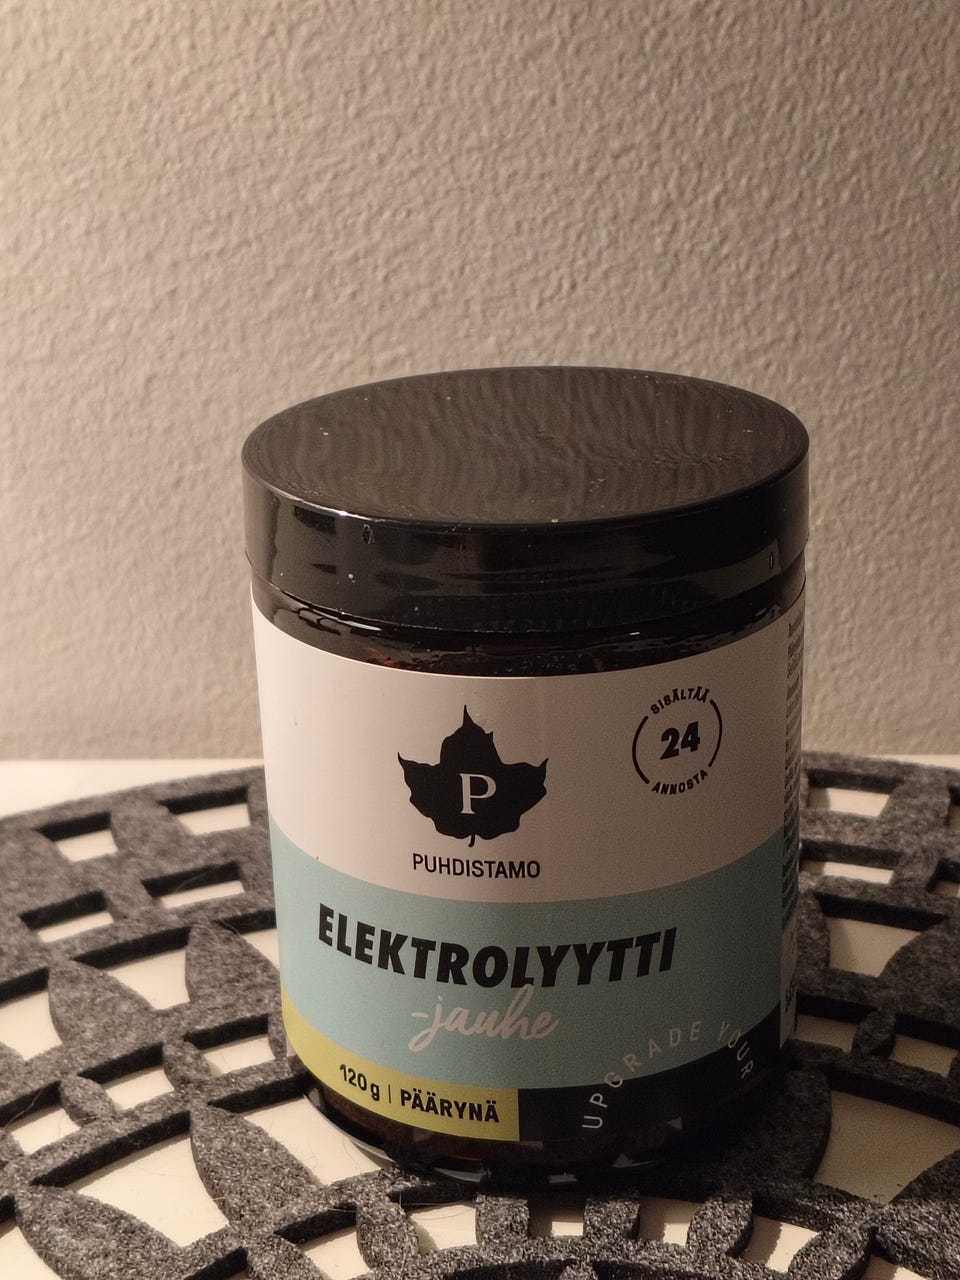 SISÄLTÄÄ
24
ANNOSTA
P
PUHDISTAMO
ELEKTROLYYTTI
-jauhe
120 g | PÄÄRYNÄ
UPGRADE YOUR